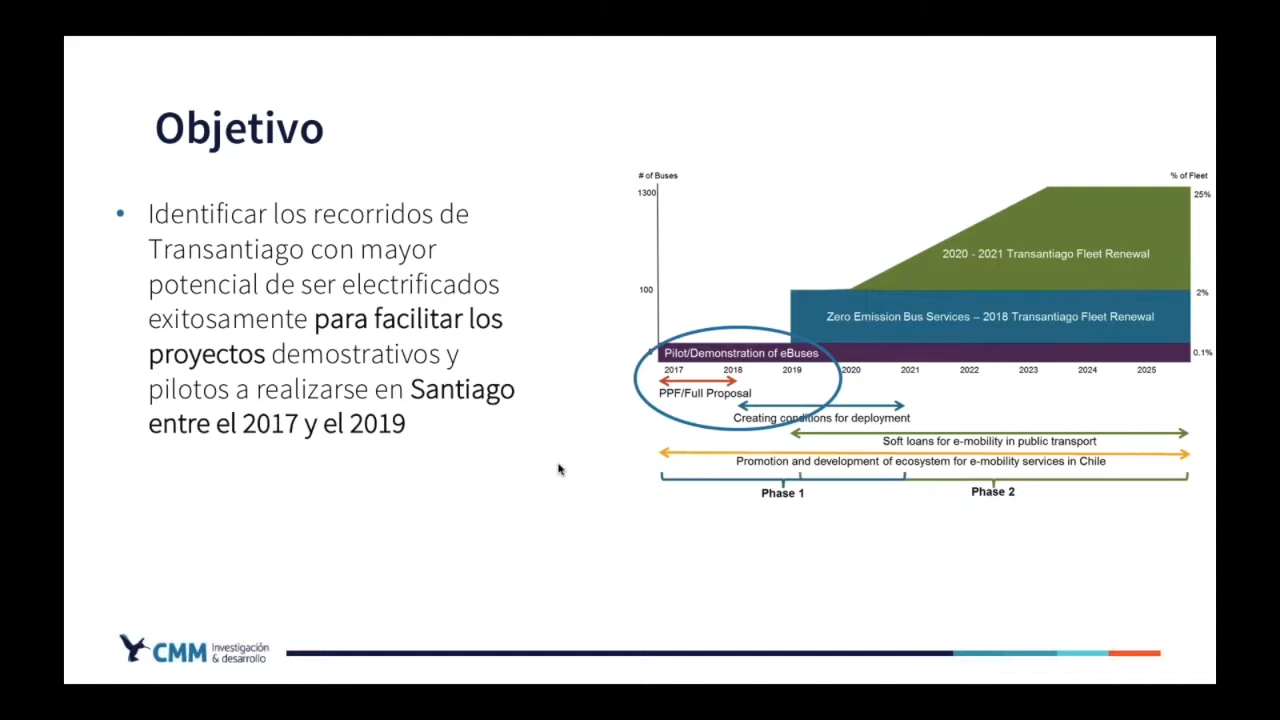 Objetivo
• Identificar los recorridos de
Transantiago con mayor
potencial de ser electrificados
exitosamente para facilitar los
proyectos demostrativos y
pilotos a realizarse en Santiago
entre el 2017 y el 2019
# of Buses
% of Fleet
1300
25%
2020 - 2021 Transantiago Fleet Renewal
100
2%
Zero Emission Bus Services – 2018 Transantiago Fleet Renewal
Pilot/Demonstration of eBuses
0.1%
2017 2018 2019 2020 2021 2022 2023 2024 2025
PPF/Full Proposal
Creating conditions for deployment
Soft loans for e-mobility in public transport
Promotion and development of ecosystem for e-mobility services in Chile
Phase 1
Phase 2
CMM Investigación
& desarrollo